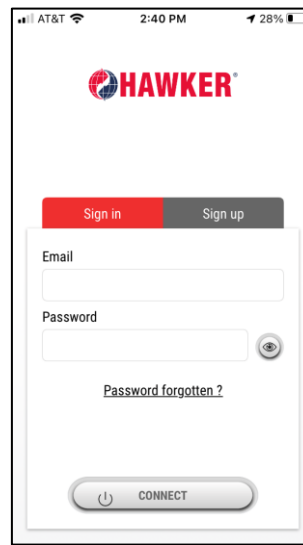 AT&T 2:40 PM 28%
HAWKER®
Sign in Sign up
Email
Password
Password forgotten ?
CONNECT